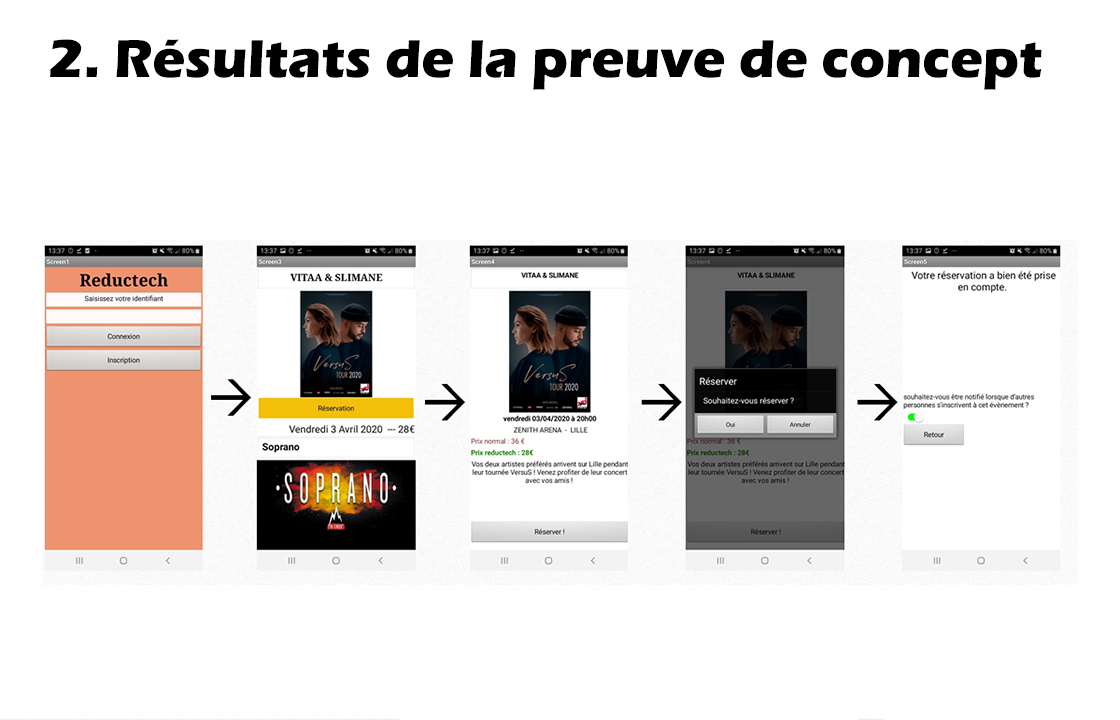 2. Résultats de la preuve de concept
13:37
80%
Screen1
Reductech
Saisissez votre identifiant
Connexion
Inscription
13:37
80%
Screen3
VITAA & SLIMANE
VersuS
TOUR 2020
NRJ
Réservation
Vendredi 3 Avril 2020 --- 28€
Soprano
·SOPRANO·
13:37
80%
Screen4
VITAA & SLIMANE
VersuS
TOUR 2020
NRJ
vendredi 03/04/2020 à 20h00
ZENITH ARENA - LILLE
Prix normal : 36 €
Prix reductech : 28€
Vos deux artistes préférés arrivent sur Lille pendant
leur tournée VersuS ! Venez profiter de leur concert
avec vos amis !
Réserver !
13:37
80%
Screen4
VITAA & SLIMANE
Réserver
Souhaitez-vous réserver ?
Oui
Annuler
Prix normal : 36 €
Prix reductech : 28€
Vos deux artistes préférés arrivent sur Lille pendant
leur tournée VersuS ! Venez profiter de leur concert
avec vos amis !
Réserver !
13:37
80%
Screen5
Votre réservation a bien été prise
en compte.
souhaitez-vous être notifié lorsque d'autres
personnes s'inscrivent à cet évènement ?
Retour